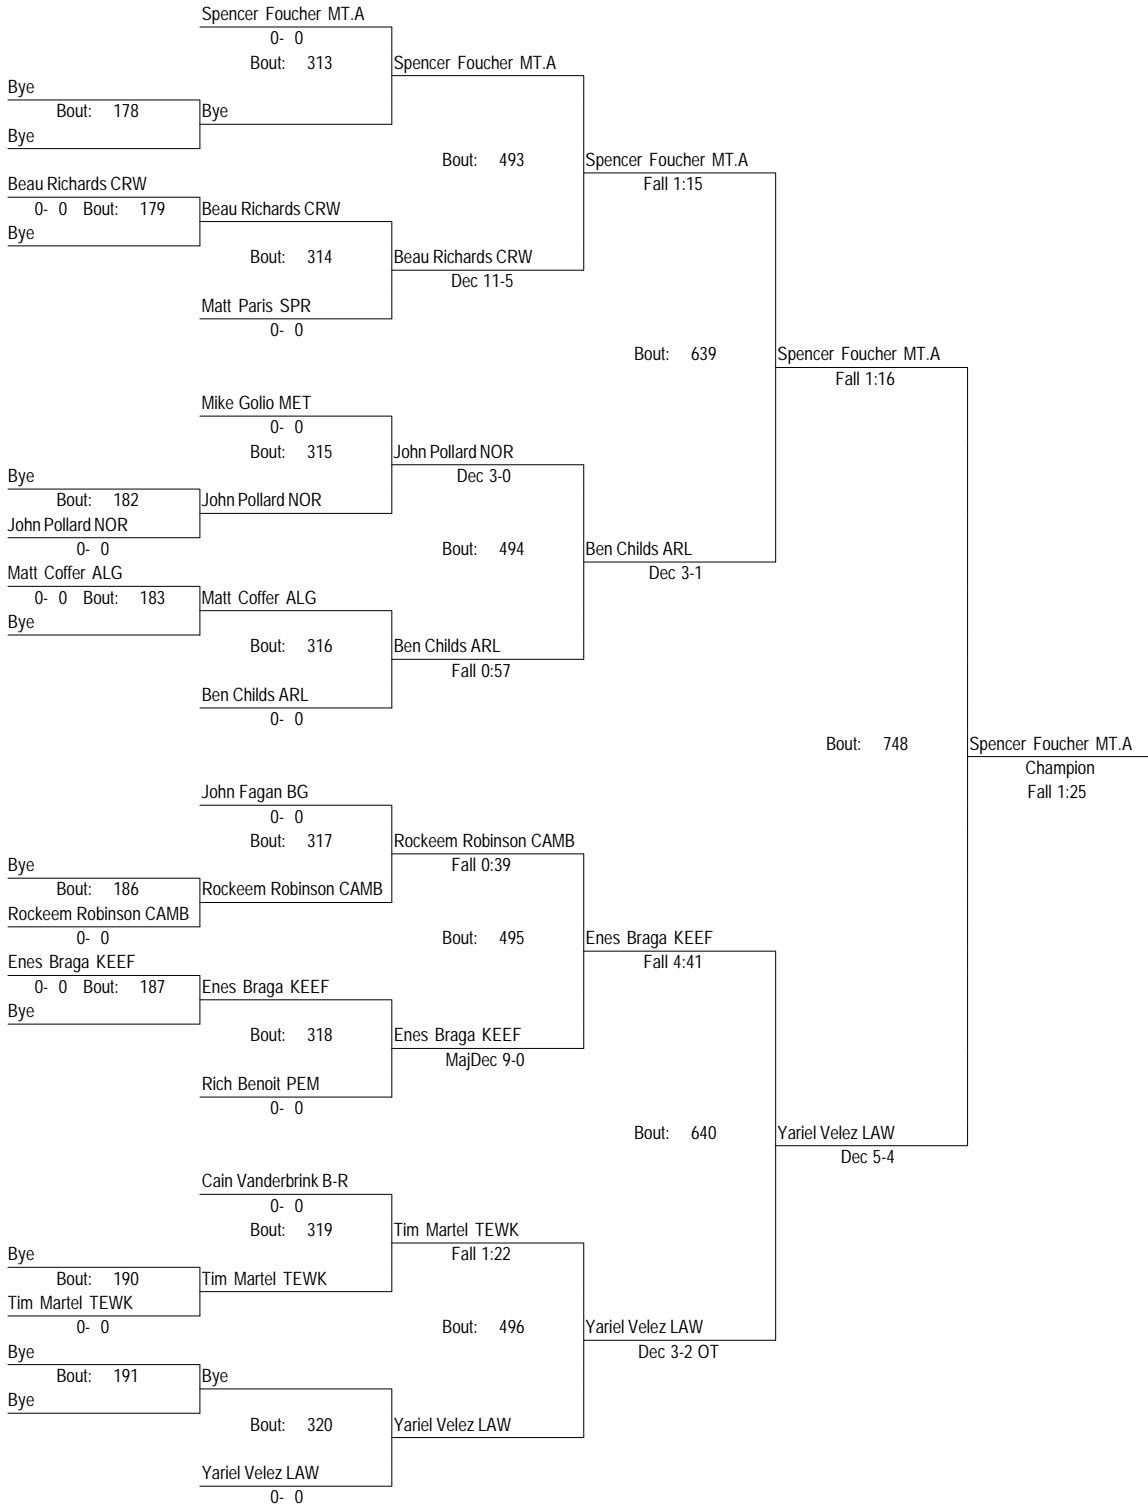 Spencer Foucher MT.A
0- 0
Bout: 313
Spencer Foucher MT.A
Bye
Bout: 178
Bye
Bye
Bout: 493
Spencer Foucher MT.A
Fall 1:15
Beau Richards CRW
0- 0 Bout: 179
Beau Richards CRW
Bye
Bout: 314
Beau Richards CRW
Dec 11-5
Matt Paris SPR
0- 0
Bout: 639
Spencer Foucher MT.A
Fall 1:16
Mike Golio MET
0- 0
Bout: 315
John Pollard NOR
Dec 3-0
Bye
Bout: 182
John Pollard NOR
John Pollard NOR
0- 0
Bout: 494
Ben Childs ARL
Dec 3-1
Matt Coffer ALG
0- 0 Bout: 183
Matt Coffer ALG
Bye
Bout: 316
Ben Childs ARL
Fall 0:57
Ben Childs ARL
0- 0
Bout: 748
Spencer Foucher MT.A
Champion
Fall 1:25
John Fagan BG
0- 0
Bout: 317
Rockeem Robinson CAMB
Fall 0:39
Bye
Bout: 186
Rockeem Robinson CAMB
Rockeem Robinson CAMB
0- 0
Bout: 495
Enes Braga KEEF
Fall 4:41
Enes Braga KEEF
0- 0 Bout: 187
Enes Braga KEEF
Bye
Bout: 318
Enes Braga KEEF
MajDec 9-0
Rich Benoit PEM
0- 0
Bout: 640
Yariel Velez LAW
Dec 5-4
Cain Vanderbrink B-R
0- 0
Bout: 319
Tim Martel TEWK
Fall 1:22
Bye
Bout: 190
Tim Martel TEWK
Tim Martel TEWK
0- 0
Bout: 496
Yariel Velez LAW
Dec 3-2 OT
Bye
Bout: 191
Bye
Bye
Bout: 320
Yariel Velez LAW
Yariel Velez LAW
0- 0